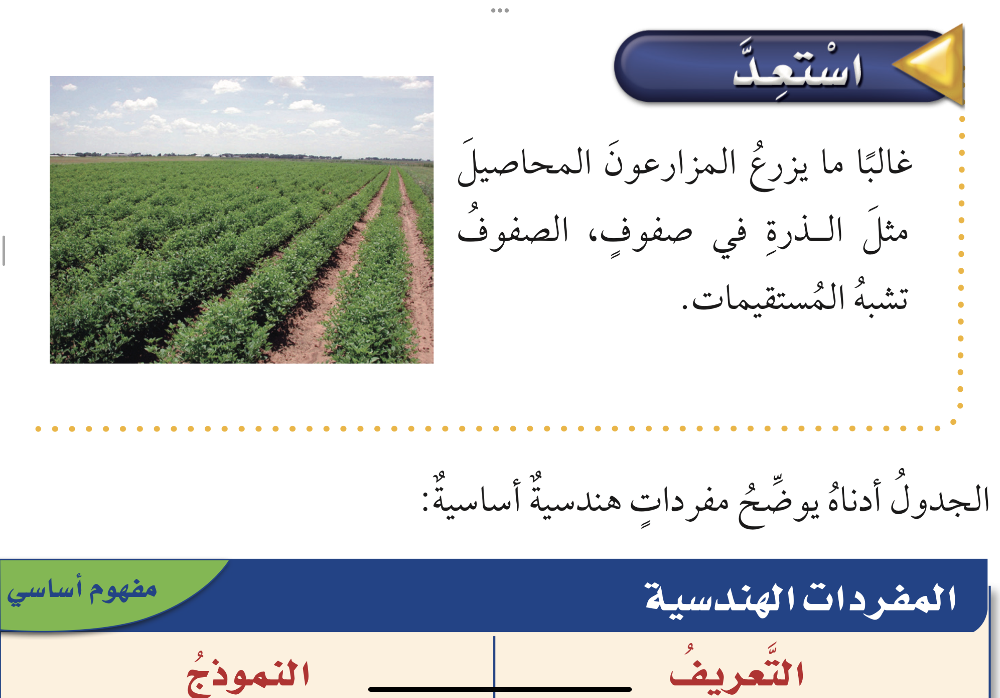 اسْتَعِدَّ
غالبًا ما يزرعُ المزارعونَ المحاصيلَ
مثلَ الــذرةِ في صفوفٍ، الصفوفُ
تشبهُ المُستقيمات.
الجدولُ أدناهُ يوضِّحُ مفرداتٍ هندسيةٌ أساسيةٌ:
المفردات الهندسية
مفهوم أساسي
التَّعريفُ
النموذجُ